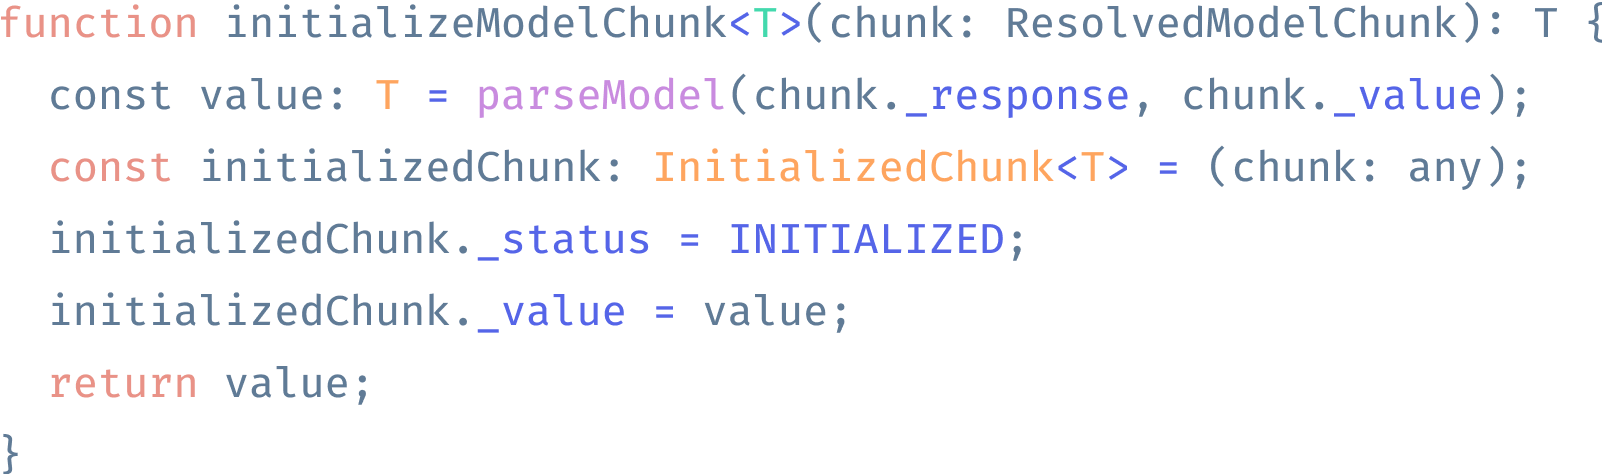 function initializeModelChunk<T>(chunk: ResolvedModelChunk): T {
  const value: T = parseModel(chunk._response, chunk._value);
  const initializedChunk: InitializedChunk<T> = (chunk: any);
  initializedChunk._status = INITIALIZED;
  initializedChunk._value = value;
  return value;
}